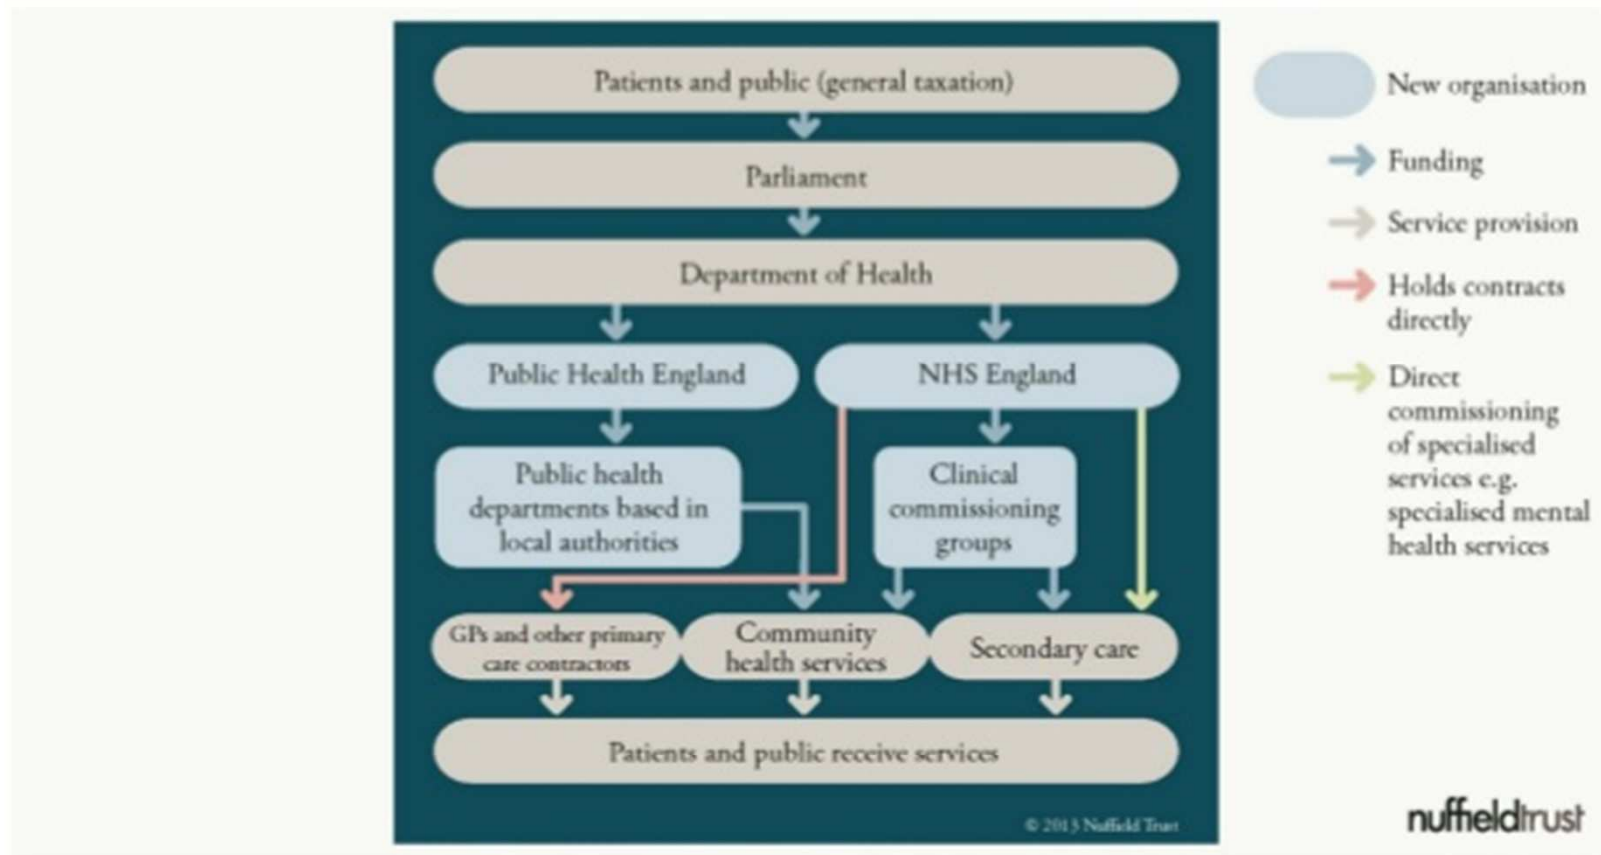 Patients and public (general taxation)
Parliament
Department of Health
Public Health England
NHS England
Public health
departments based in
local authorities
Clinical
commissioning
groups
GPs and other primary
care contractors
Community
health services
Secondary care
Patients and public receive services
© 2013 Nuffield Trust
New organisation
Funding
Service provision
Holds contracts
directly
Direct
commissioning
of specialised
services e.g.
specialised mental
health services
nuffieldtrust